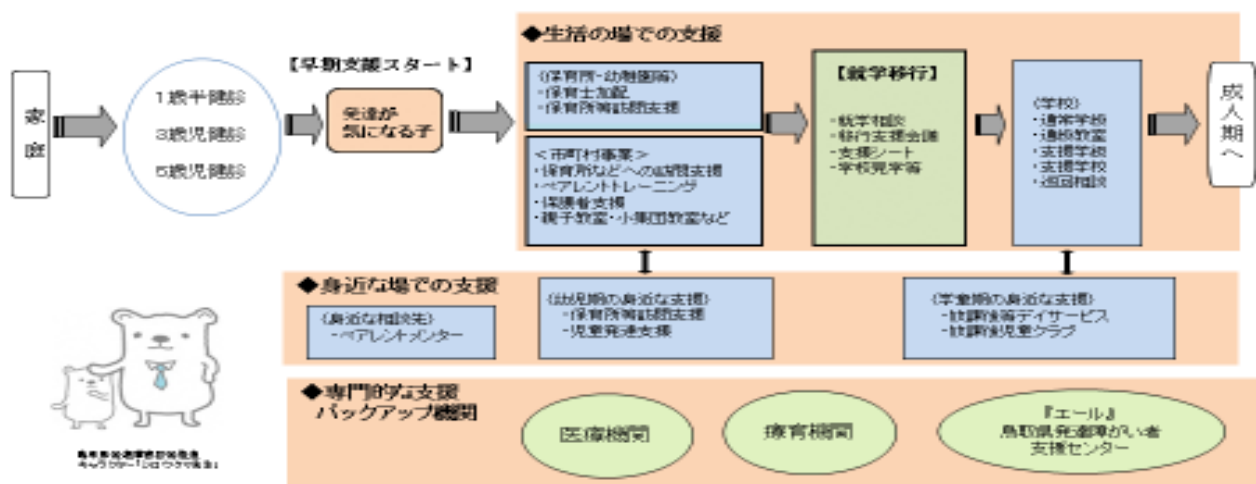 家庭
1歳半健診
3歳児健診
5歳児健診
【早期支援スタート】
発達が
気になる子
◆生活の場での支援
(保育所・幼稚園等)
・保育士加配
・保育所等訪問支援
<市町村事業>
・保育所などへの訪問支援
・ペアレントトレーニング
・保護者支援
・親子教室・小集団教室など
【就学移行】
・就学相談
・移行支援会議
・支援シート
・学校見学等
(学校)
・通常学級
・通級教室
・支援学級
・支援学校
・巡回相談
成人期へ
◆身近な場での支援
(身近な相談先)
・ペアレントメンター
(幼児期の身近な支援)
・保育所等訪問支援
・児童発達支援
(学童期の身近な支援)
・放課後等デイサービス
・放課後児童クラブ
◆専門的な支援
バックアップ機関
医療機関
療育機関
『エール』
鳥取県発達障がい者
支援センター